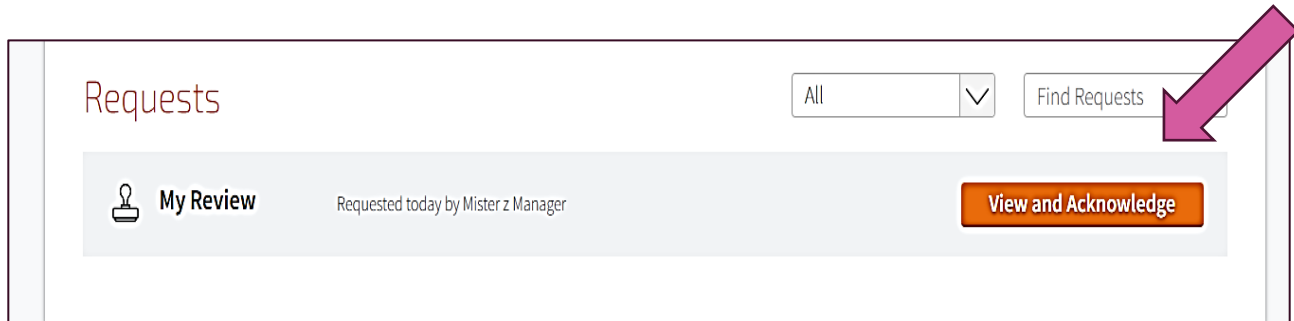 Requests
All
Find Requests
My Review
Requested today by Mister z Manager
View and Acknowledge